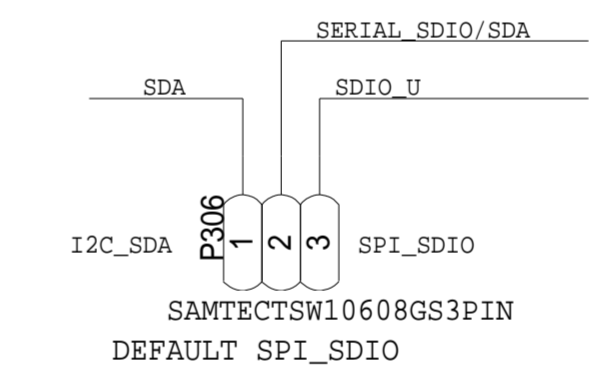 SERIAL_SDIO/SDA
SDA
SDIO_U
P306
1
2
3
I2C_SDA
SPI_SDIO
SAMTECTSW10608GS3PIN
DEFAULT SPI_SDIO